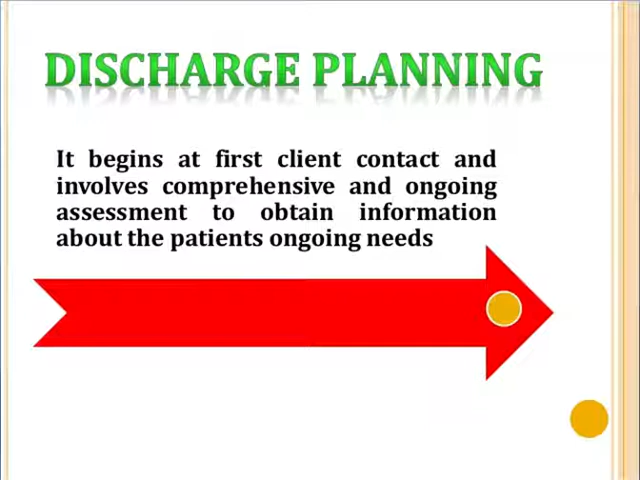 DISCHARGE PLANNING
It begins at first client contact and
involves comprehensive and ongoing
assessment to obtain information
about the patients ongoing needs